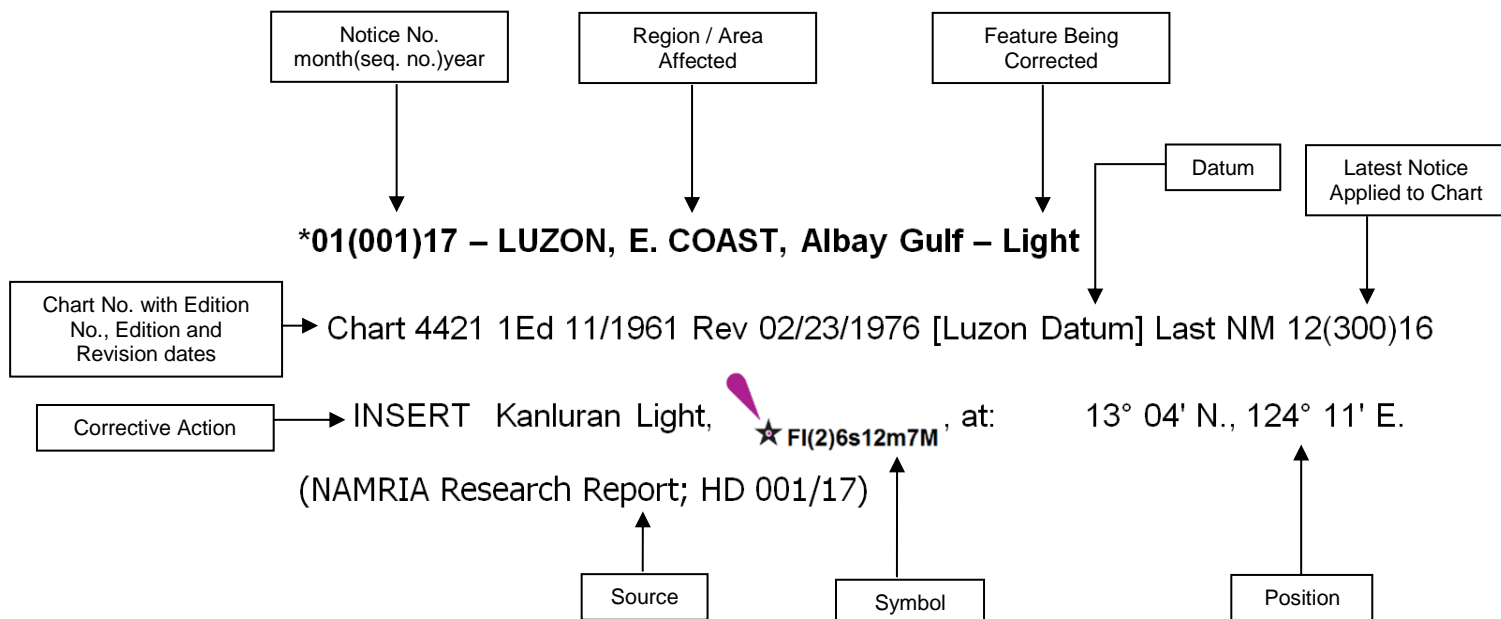 Notice No.
month(seq. no.)year
Region / Area
Affected
Feature Being
Corrected
Datum
Latest Notice
Applied to Chart
*01(001)17 – LUZON, E. COAST, Albay Gulf – Light
Chart No. with Edition
No., Edition and
Revision dates
Chart 4421 1Ed 11/1961 Rev 02/23/1976 [Luzon Datum] Last NM 12(300)16
Corrective Action
INSERT Kanluran Light, Fl(2)6s12m7M , at: 13° 04' N., 124° 11' E.
(NAMRIA Research Report; HD 001/17)
Source
Symbol
Position